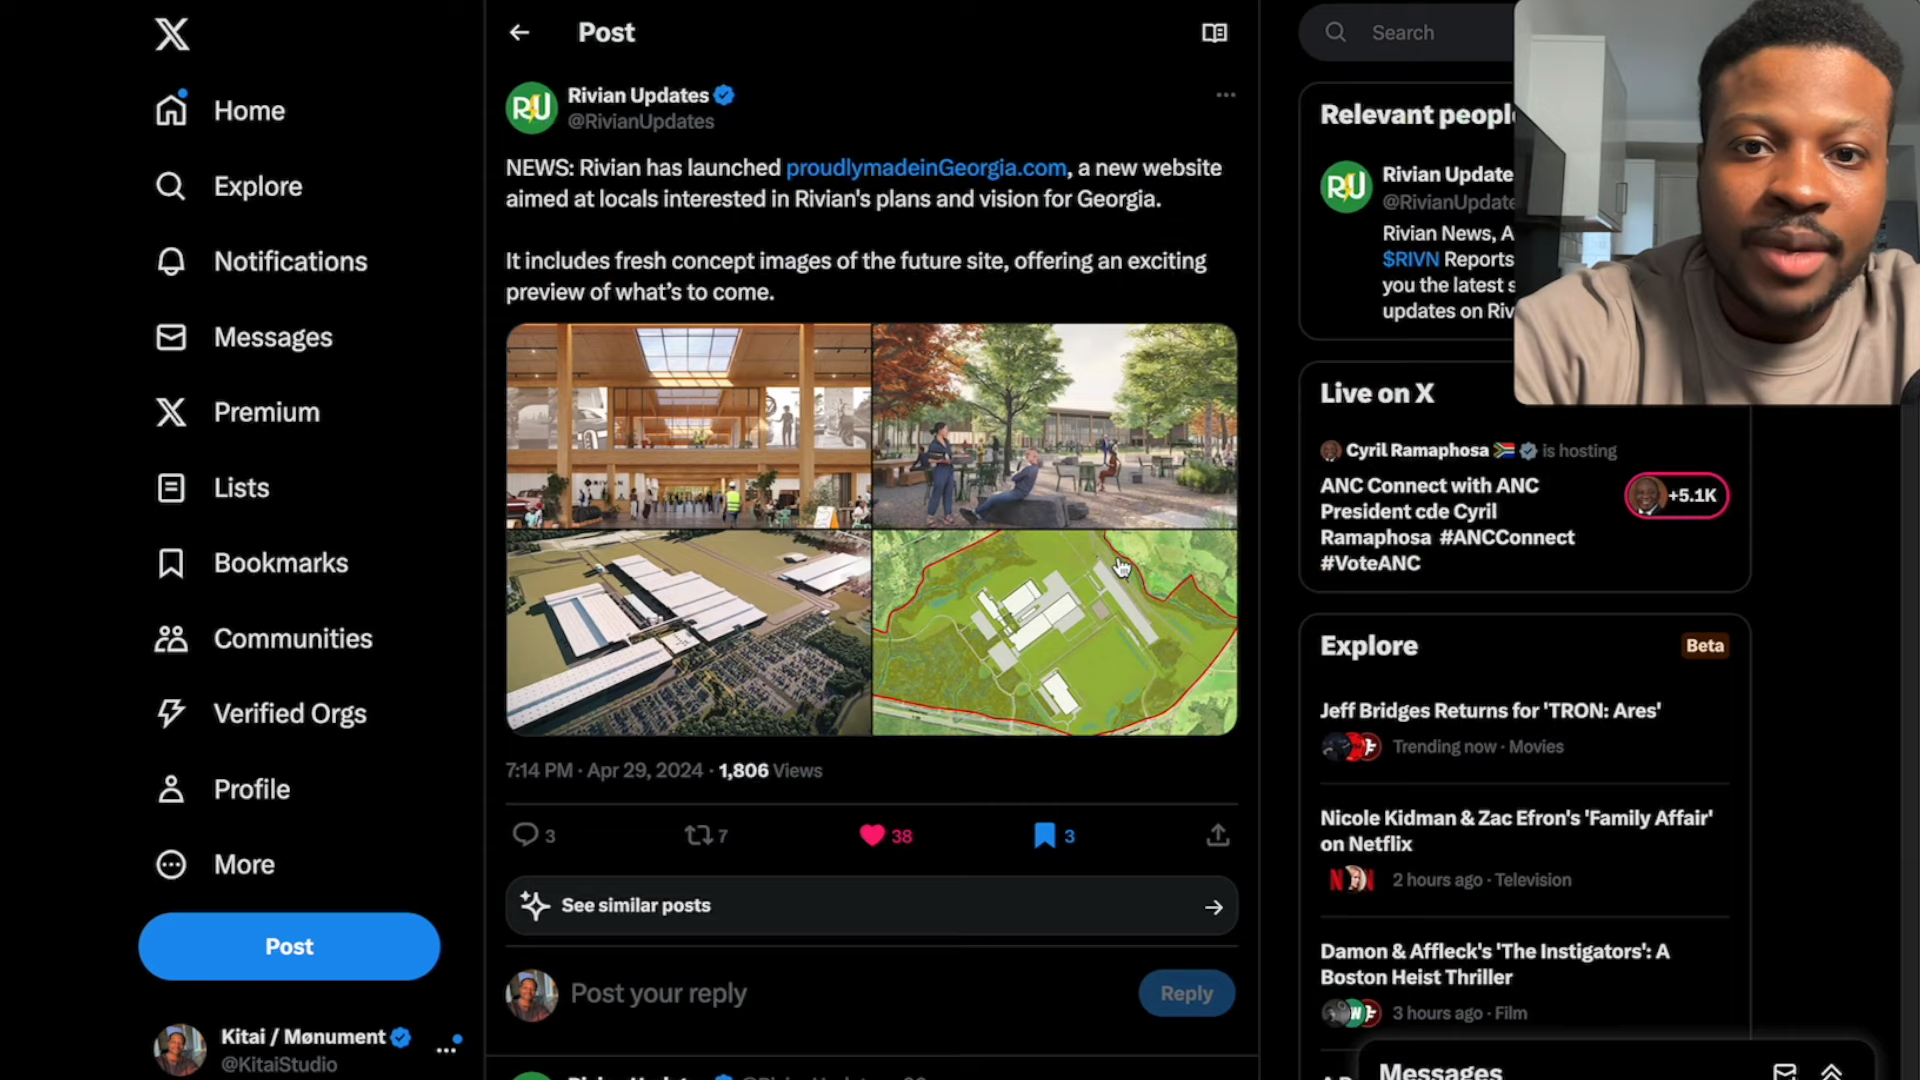 Home
Explore
Notifications
Messages
Premium
Lists
Bookmarks
Communities
Verified Orgs
Profile
More
Post
Kitai / Mønument
@KitaiStudio
Post
RU
Rivian Updates
@RivianUpdates
NEWS: Rivian has launched proudlymadeinGeorgia.com, a new website
aimed at locals interested in Rivian's plans and vision for Georgia.
It includes fresh concept images of the future site, offering an exciting
preview of what’s to come.
7:14 PM · Apr 29, 2024 · 1,806 Views
3
7
38
3
See similar posts
Post your reply
Reply
Search
Relevant peopl
RU
Rivian Update
@RivianUpdate
Rivian News, A
$RIVN Reports
you the latest s
updates on Riv
Live on X
Cyril Ramaphosa is hosting
ANC Connect with ANC
President cde Cyril
Ramaphosa #ANCConnect
#VoteANC
+5.1K
Explore
Beta
Jeff Bridges Returns for 'TRON: Ares'
Trending now · Movies
Nicole Kidman & Zac Efron's 'Family Affair'
on Netflix
2 hours ago · Television
Damon & Affleck's 'The Instigators': A
Boston Heist Thriller
3 hours ago · Film
Messages